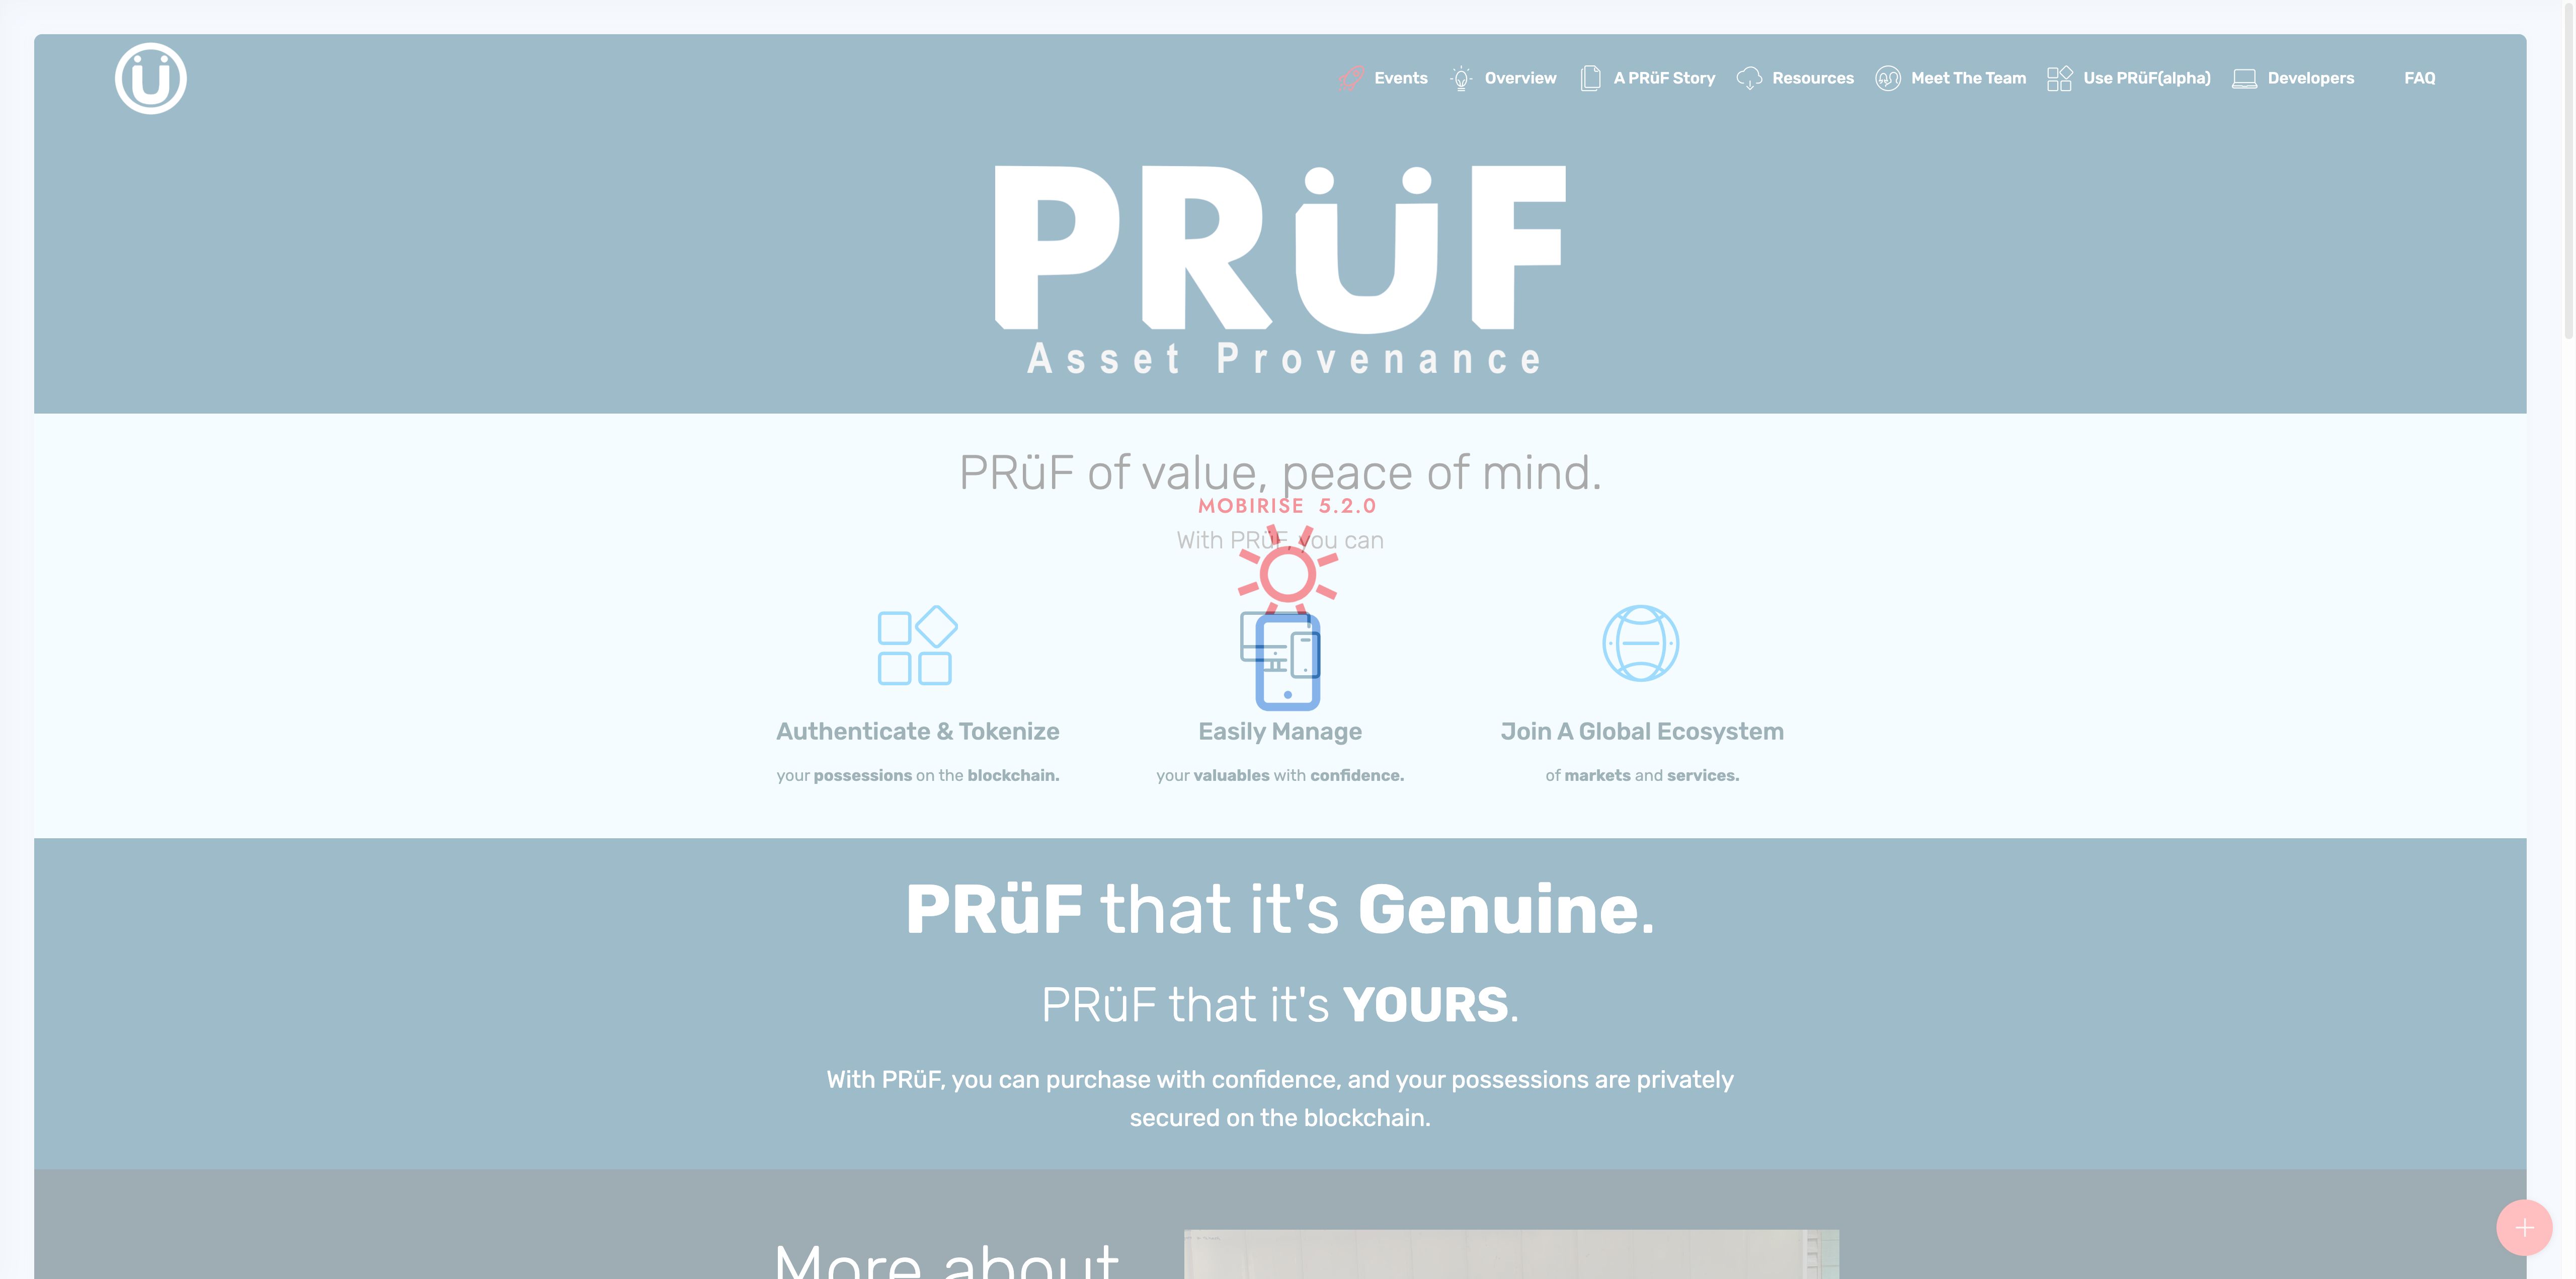 Ü
Events Overview A PRüF Story Resources Meet The Team Use PRüF(alpha) Developers FAQ
PRÜF
Asset Provenance
PRüF of value, peace of mind.
MOBIRISE 5.2.0
With PRüF, you can
Authenticate & Tokenize
your possessions on the blockchain.
Easily Manage
your valuables with confidence.
Join A Global Ecosystem
of markets and services.
PRüF that it's Genuine.
PRüF that it's YOURS.
With PRüF, you can purchase with confidence, and your possessions are privately
secured on the blockchain.
More about